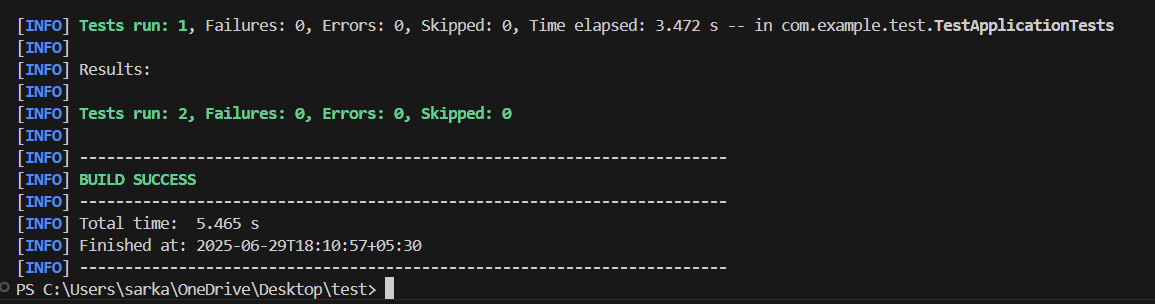 [INFO] Tests run: 1, Failures: 0, Errors: 0, Skipped: 0, Time elapsed: 3.472 s -- in com.example.test.TestApplicationTests
[INFO]
[INFO] Results:
[INFO]
[INFO] Tests run: 2, Failures: 0, Errors: 0, Skipped: 0
[INFO]
[INFO] ------------------------------------------------------------------------
[INFO] BUILD SUCCESS
[INFO] ------------------------------------------------------------------------
[INFO] Total time:  5.465 s
[INFO] Finished at: 2025-06-29T18:10:57+05:30
[INFO] ------------------------------------------------------------------------
PS C:\Users\sarka\OneDrive\Desktop\test>